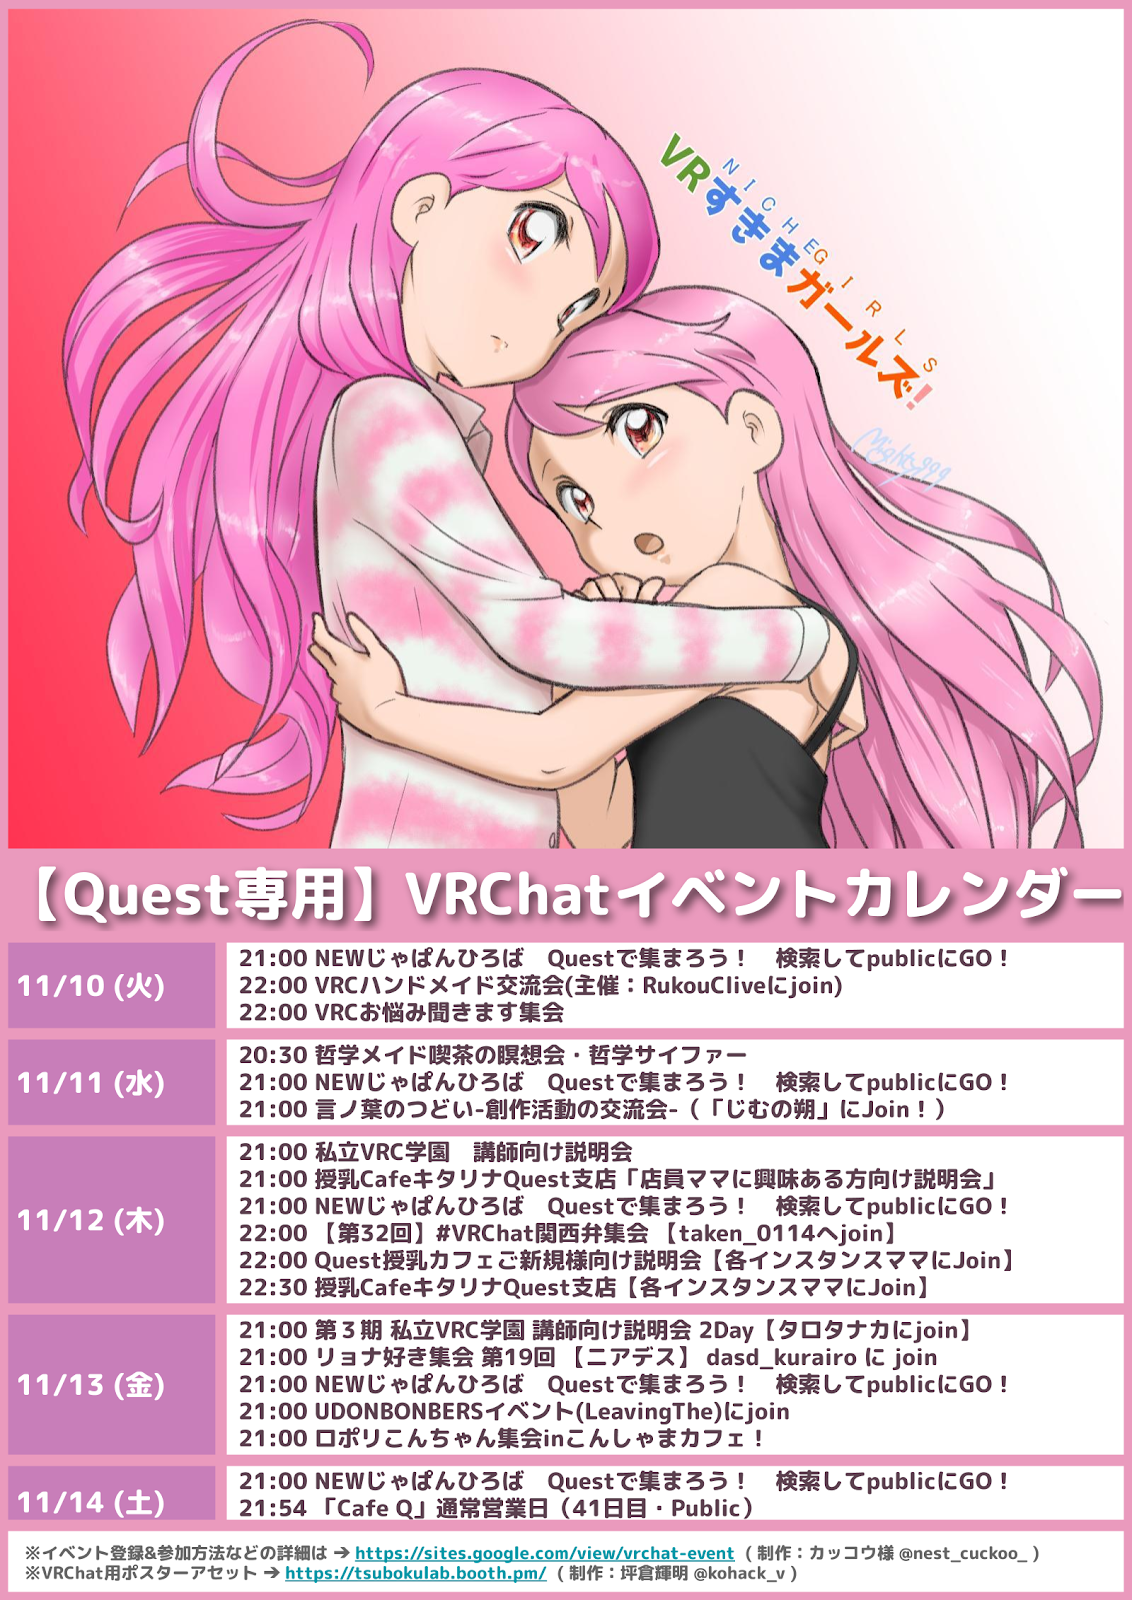 NICHE GIRLS
VRすきまガールズ!
Mighty999
【Quest専用】VRChatイベントカレンダー
11/10 (火)
21:00 NEWじゃぱんひろば　Questで集まろう！　検索してpublicにGO！
22:00 VRCハンドメイド交流会(主催：RukouCliveにjoin)
22:00 VRCお悩み聞きます集会
11/11 (水)
20:30 哲学メイド喫茶の瞑想会・哲学サイファー
21:00 NEWじゃぱんひろば　Questで集まろう！　検索してpublicにGO！
21:00 言ノ葉のつどい-創作活動の交流会-（「じむの朔」にJoin！）
11/12 (木)
21:00 私立VRC学園　講師向け説明会
21:00 授乳CafeキタリナQuest支店「店員ママに興味ある方向け説明会」
21:00 NEWじゃぱんひろば　Questで集まろう！　検索してpublicにGO！
22:00 【第32回】#VRChat関西弁集会 【taken_0114へjoin】
22:00 Quest授乳カフェご新規様向け説明会【各インスタンスママにJoin】
22:30 授乳CafeキタリナQuest支店【各インスタンスママにJoin】
11/13 (金)
21:00 第３期 私立VRC学園 講師向け説明会 2Day【タロタナカにjoin】
21:00 リョナ好き集会 第19回 【ニアデス】 dasd_kurairo に join
21:00 NEWじゃぱんひろば　Questで集まろう！　検索してpublicにGO！
21:00 UDONBONBERSイベント(LeavingThe)にjoin
21:00 ロポリこんちゃん集会inこんしゃまカフェ！
11/14 (土)
21:00 NEWじゃぱんひろば　Questで集まろう！　検索してpublicにGO！
21:54 「Cafe Q」通常営業日（41日目・Public）
※イベント登録&参加方法などの詳細は ➔ https://sites.google.com/view/vrchat-event ( 制作：カッコウ様 @nest_cuckoo_ )
※VRChat用ポスターアセット ➔ https://tsubokulab.booth.pm/ ( 制作：坪倉輝明 @kohack_v )